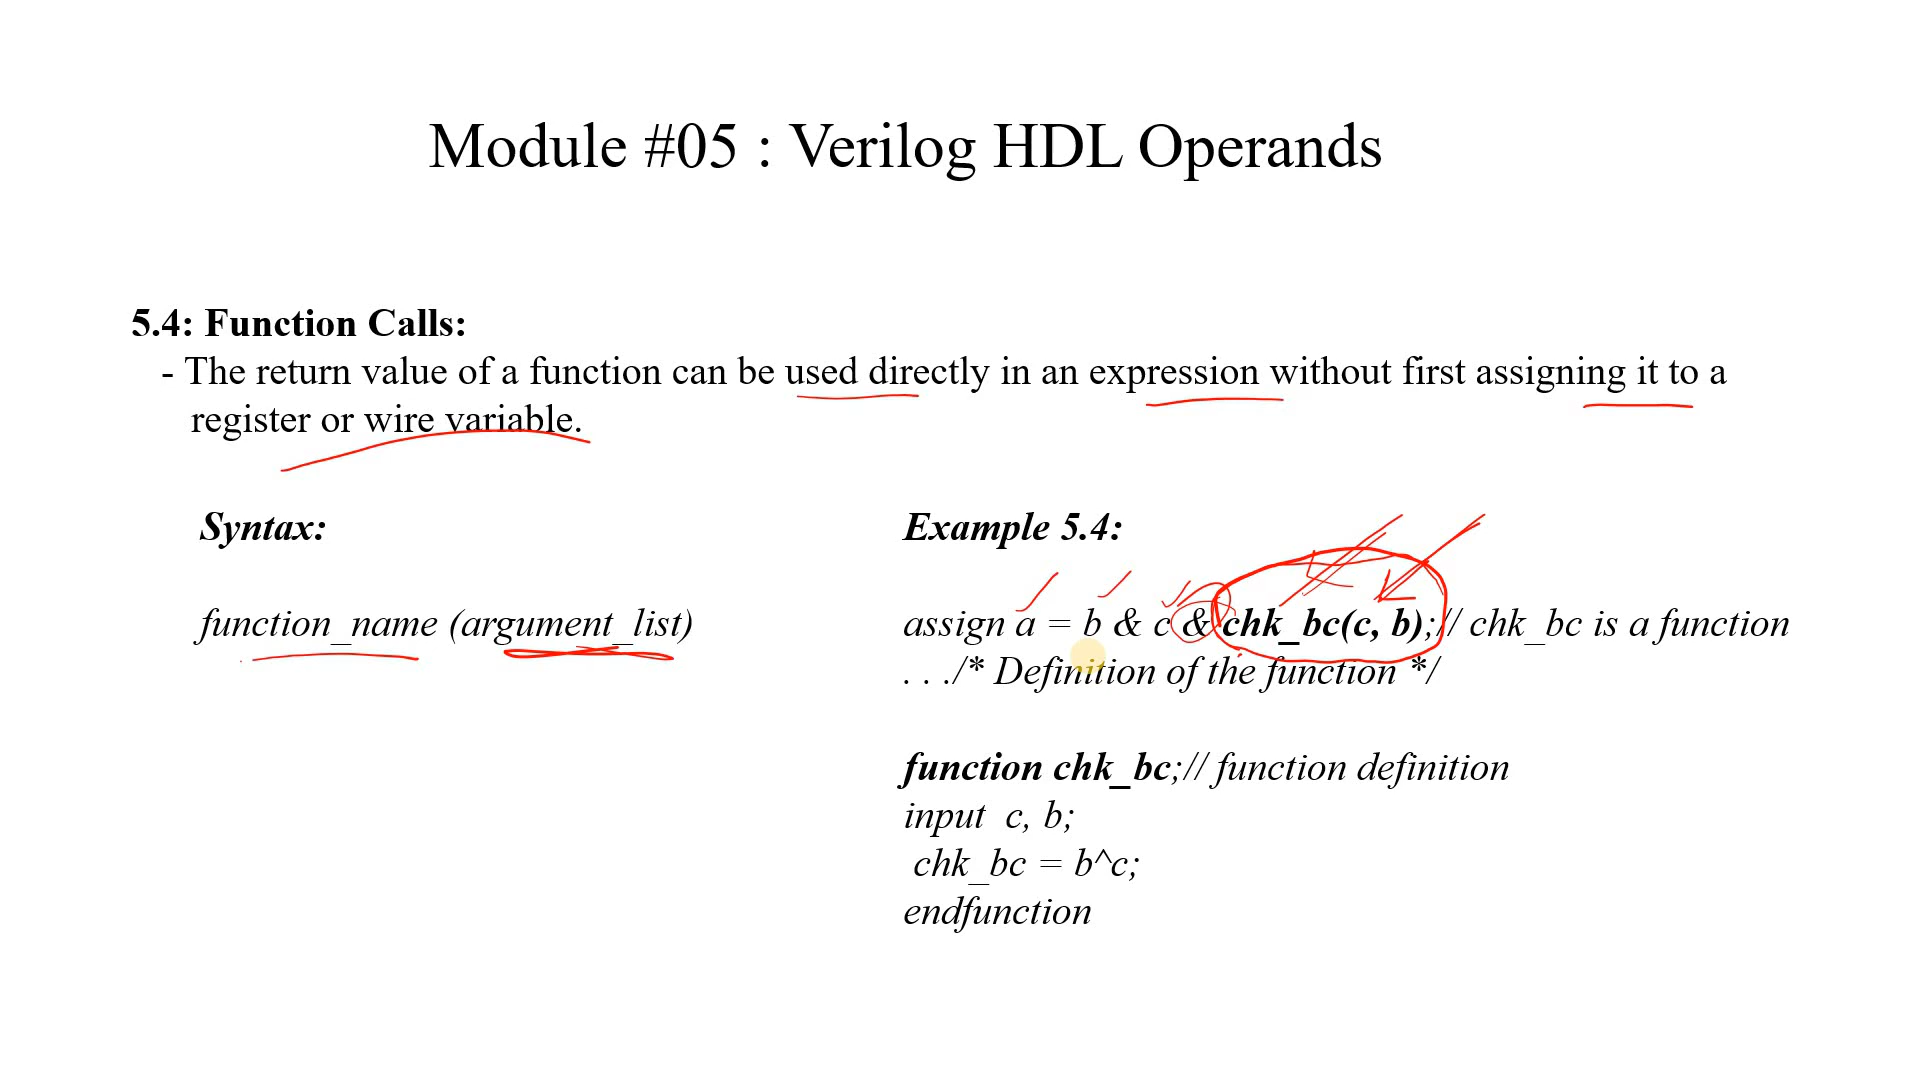 Module #05 : Verilog HDL Operands
5.4: Function Calls:
- The return value of a function can be used directly in an expression without first assigning it to a
register or wire variable.
Syntax:
function_name (argument_list)
Example 5.4:
assign a = b & c & chk_bc(c, b);// chk_bc is a function
. . ./* Definition of the function */
function chk_bc;// function definition
input  c, b;
chk_bc = b^c;
endfunction